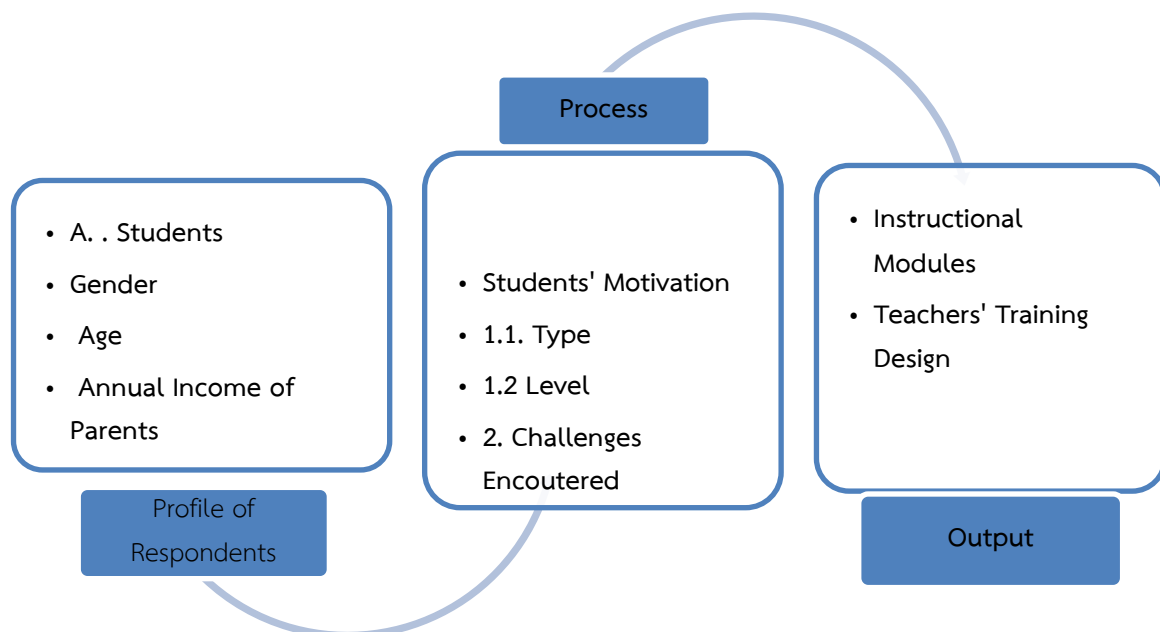 • A. . Students
• Gender
• Age
• Annual Income of
Parents
Profile of
Respondents
Process
• Students' Motivation
• 1.1. Type
• 1.2 Level
• 2. Challenges
Encoutered
• Instructional
Modules
• Teachers' Training
Design
Output